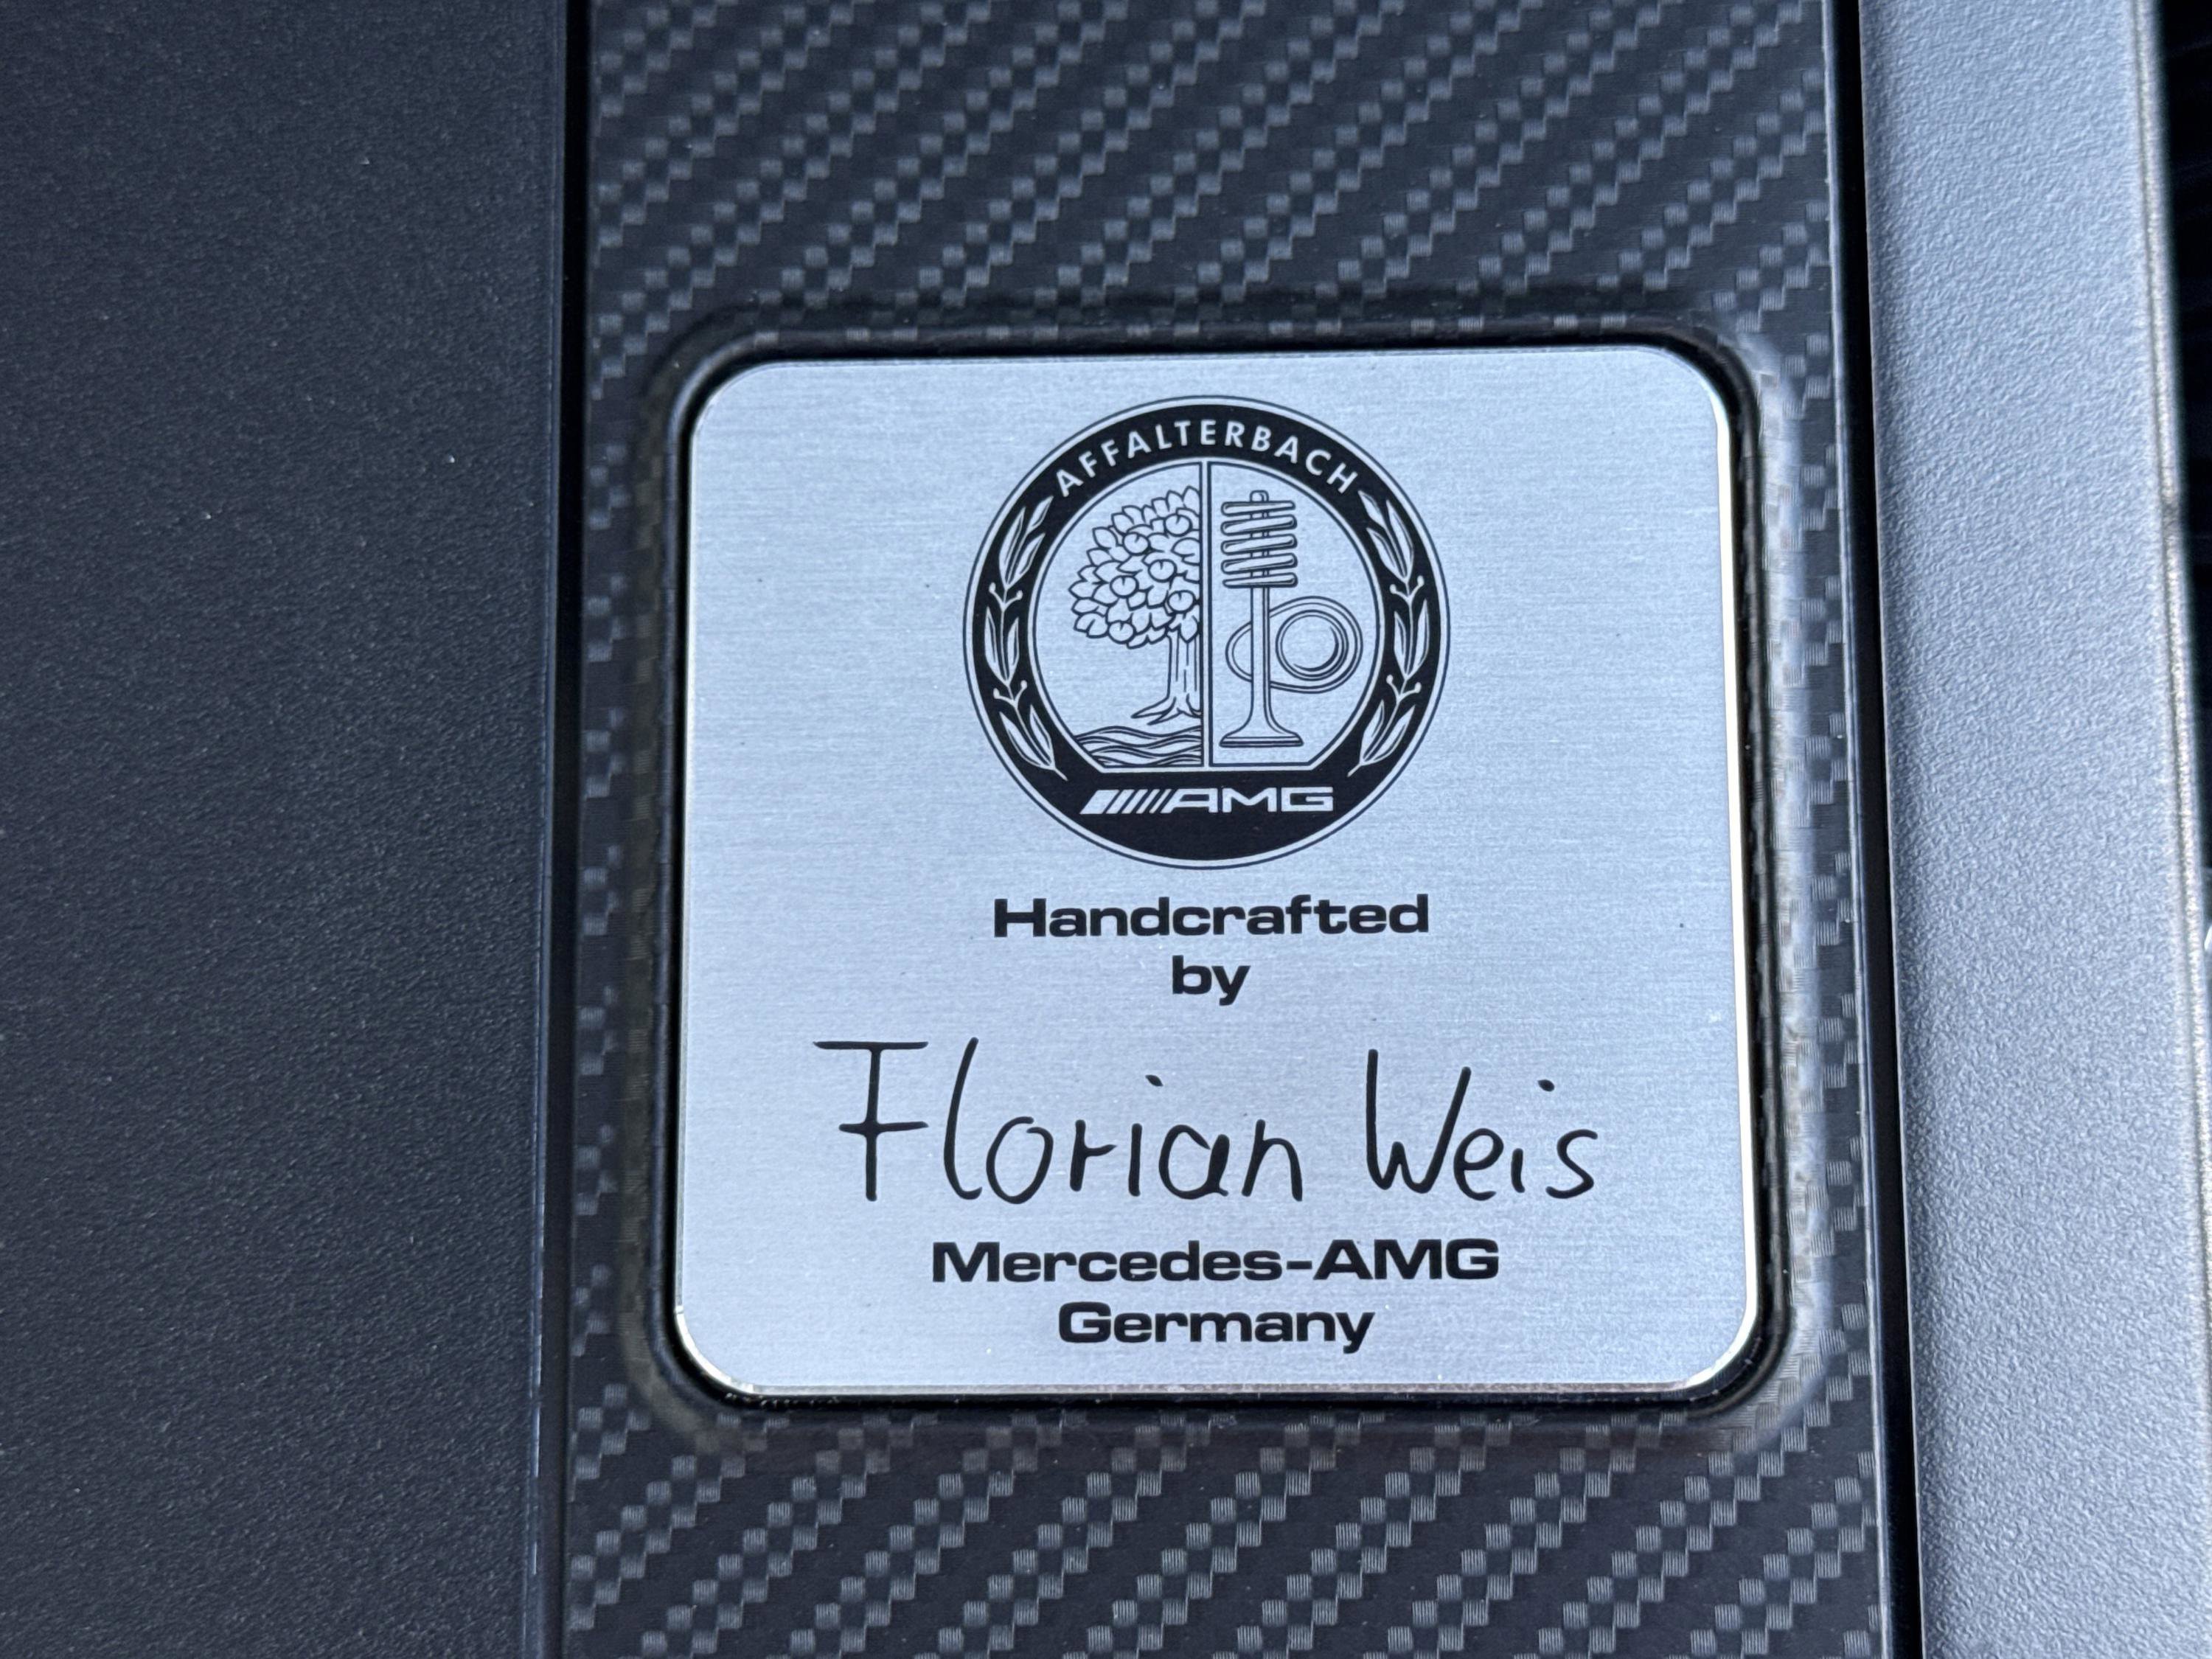 AFFALTERBACH
AMG
Handcrafted
by
Florian Weis
Mercedes-AMG
Germany